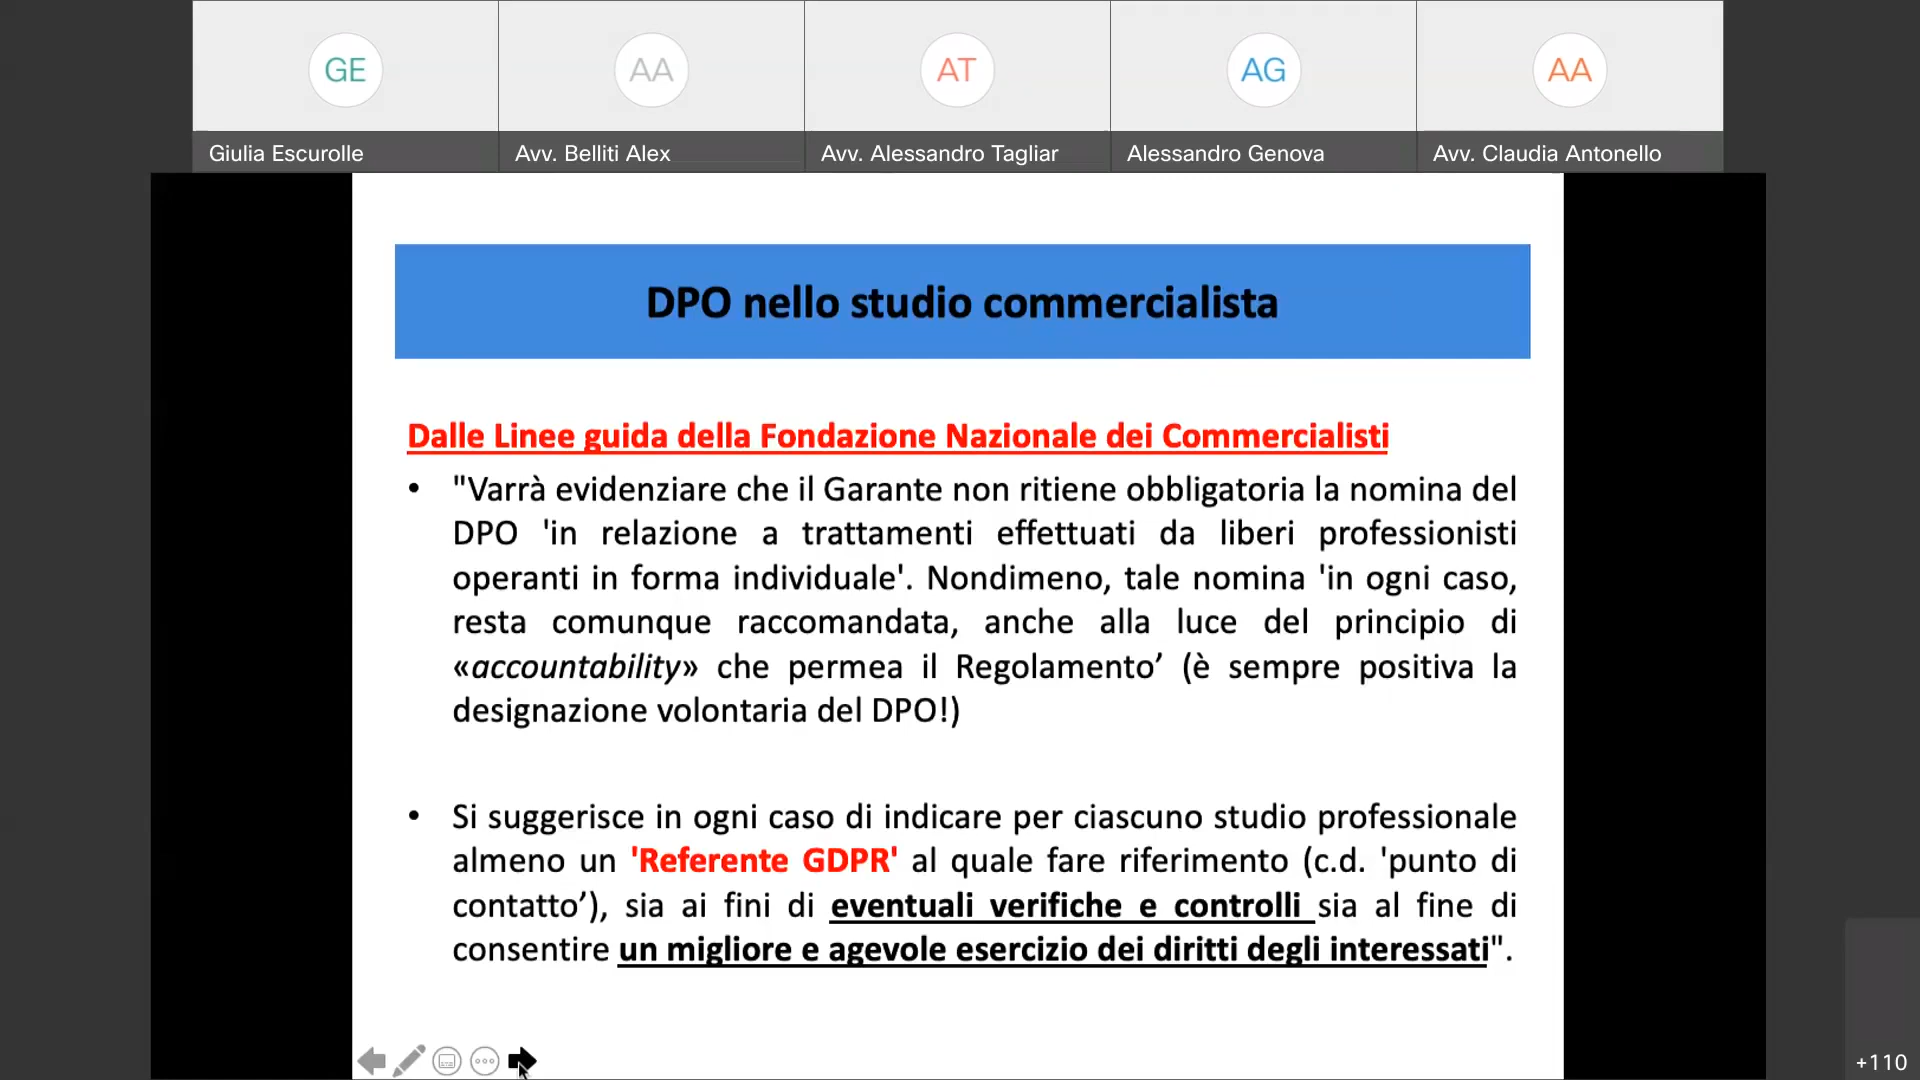 GE
AA
AT
AG
AA
Giulia Escurolle
Avv. Belliti Alex
Avv. Alessandro Tagliar
Alessandro Genova
Avv. Claudia Antonello
DPO nello studio commercialista
Dalle Linee guida della Fondazione Nazionale dei Commercialisti
• "Varrà evidenziare che il Garante non ritiene obbligatoria la nomina del
DPO 'in relazione a trattamenti effettuati da liberi professionisti
operanti in forma individuale'. Nondimeno, tale nomina 'in ogni caso,
resta comunque raccomandata, anche alla luce del principio di
«accountability» che permea il Regolamento’ (è sempre positiva la
designazione volontaria del DPO!)
• Si suggerisce in ogni caso di indicare per ciascuno studio professionale
almeno un 'Referente GDPR' al quale fare riferimento (c.d. 'punto di
contatto’), sia ai fini di eventuali verifiche e controlli sia al fine di
consentire un migliore e agevole esercizio dei diritti degli interessati".
+110